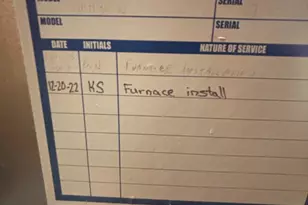 SERIAL
MODEL
SERIAL
DATE INITIALS NATURE OF SERVICE
12-20-22 KS Furnace install